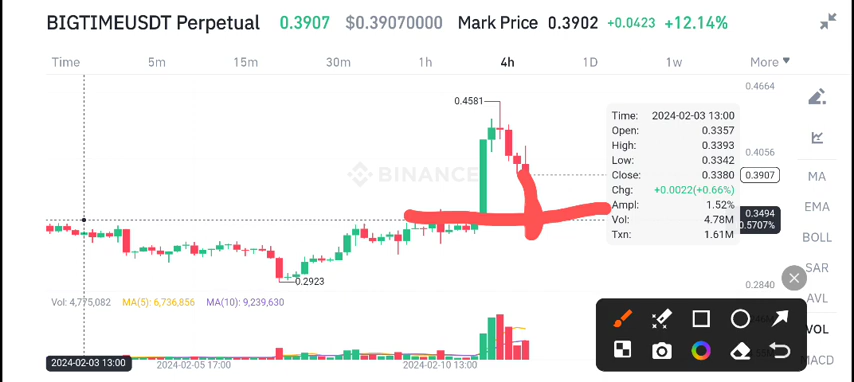 BIGTIMEUSDT Perpetual 0.3907 $0.39070000 Mark Price 0.3902 +0.0423 +12.14%
Time 5m 15m 30m 1h 4h 1D 1w More
0.4664
0.4581
Time: 2024-02-03 13:00
Open: 0.3357
High: 0.3393
Low: 0.3342
Close: 0.3380
Chg: +0.0022(+0.66%)
Ampl: 1.52%
Vol: 4.78M
Txn: 1.61M
0.4056
BINANCE
0.3907
0.3494
0.5707%
0.2923
0.2840
MA
EMA
BOLL
SAR
AVL
VOL
MACD
Vol: 4,775,082 MA(5): 6,736,856 MA(10): 9,239,630
2024-02-03 13:00 2024-02-05 17:00 2024-02-10 13:00